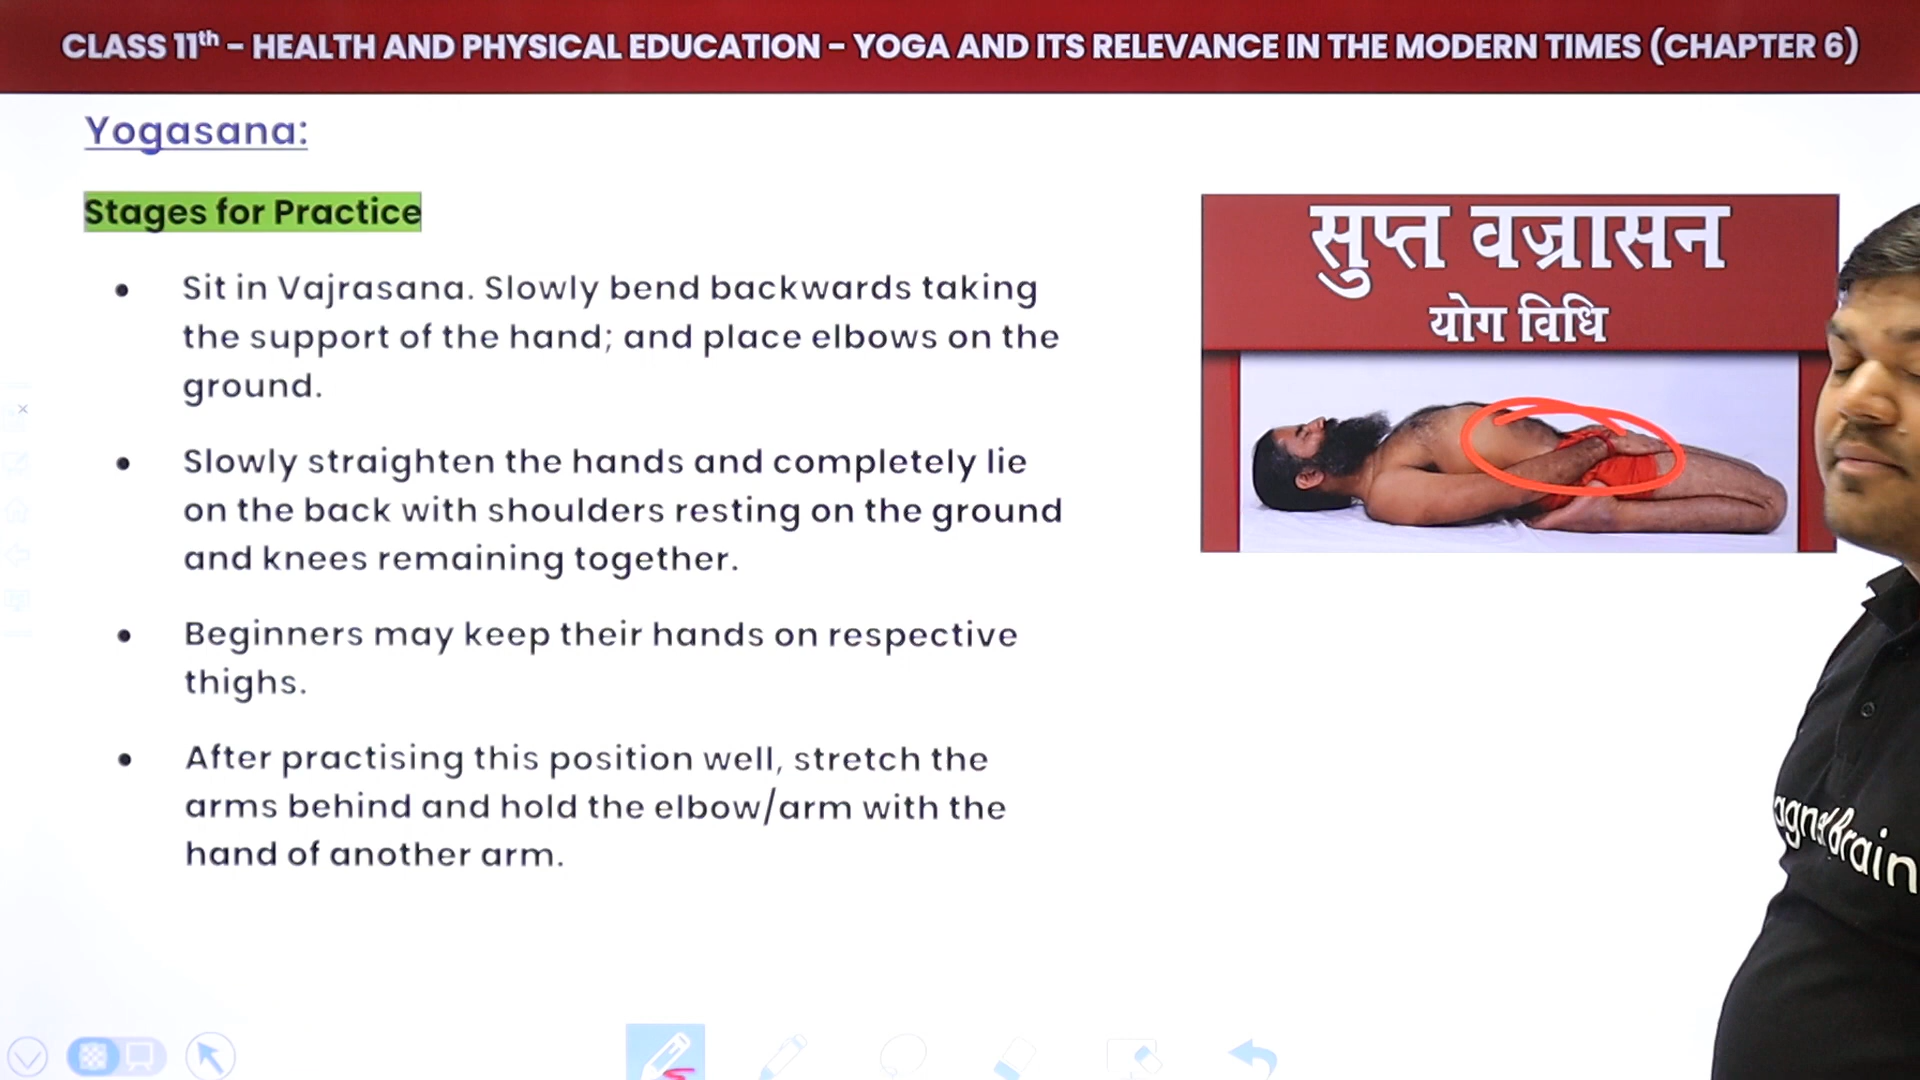 CLASS 11th – HEALTH AND PHYSICAL EDUCATION – YOGA AND ITS RELEVANCE IN THE MODERN TIMES (CHAPTER 6)
Yogasana:
Stages for Practice
• Sit in Vajrasana. Slowly bend backwards taking
the support of the hand; and place elbows on the
ground.
• Slowly straighten the hands and completely lie
on the back with shoulders resting on the ground
and knees remaining together.
• Beginners may keep their hands on respective
thighs.
• After practising this position well, stretch the
arms behind and hold the elbow/arm with the
hand of another arm.
सुप्त वज्रासन
योग विधि
agnet Brain